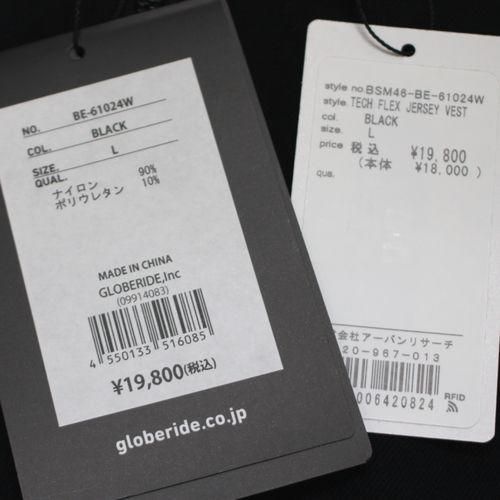 NO. BE-61024W
COL. BLACK
SIZE. L
QUAL. 90%
ナイロン 10%
ポリウレタン
MADE IN CHINA
GLOBERIDE,Inc
(09914083)
4 550133 516085
¥19,800(税込)
globeride.co.jp
style no.BSM46-BE-61024W
style. TECH FLEX JERSEY VEST
col. BLACK
size. L
price 税込 ¥19,800
(本体 ¥18,000)
qua.
式会社アーバンリサーチ
20-967-013
006420824
RFID